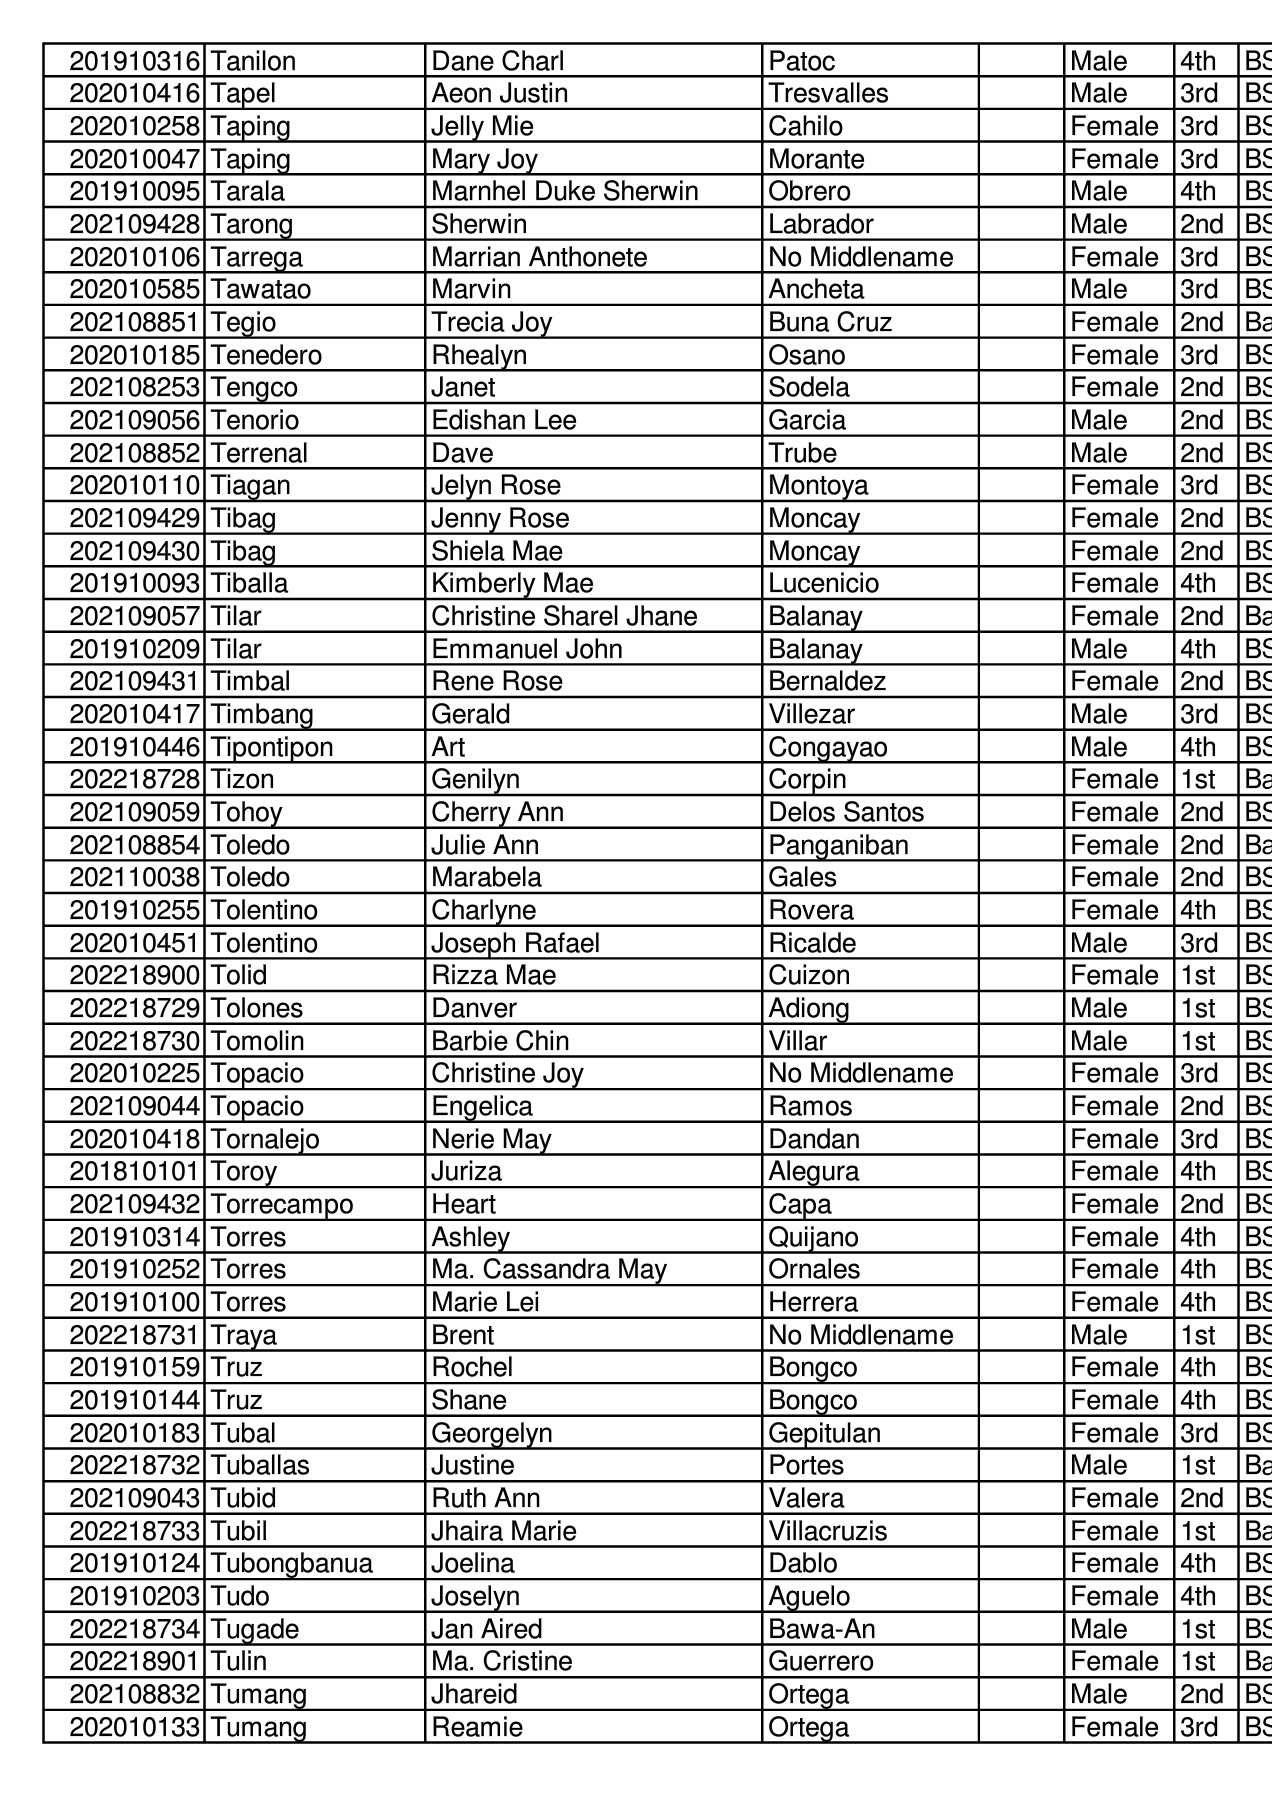 201910316 Tanilon Dane Charl Patoc Male 4th BS
202010416 Tapel Aeon Justin Tresvalles Male 3rd BS
202010258 Taping Jelly Mie Cahilo Female 3rd BS
202010047 Taping Mary Joy Morante Female 3rd BS
201910095 Tarala Marnhel Duke Sherwin Obrero Male 4th BS
202109428 Tarong Sherwin Labrador Male 2nd BS
202010106 Tarrega Marrian Anthonete No Middlename Female 3rd BS
202010585 Tawatao Marvin Ancheta Male 3rd BS
202108851 Tegio Trecia Joy Buna Cruz Female 2nd Ba
202010185 Tenedero Rhealyn Osano Female 3rd BS
202108253 Tengco Janet Sodela Female 2nd BS
202109056 Tenorio Edishan Lee Garcia Male 2nd BS
202108852 Terrenal Dave Trube Male 2nd BS
202010110 Tiagan Jelyn Rose Montoya Female 3rd BS
202109429 Tibag Jenny Rose Moncay Female 2nd BS
202109430 Tibag Shiela Mae Moncay Female 2nd BS
201910093 Tiballa Kimberly Mae Lucenicio Female 4th BS
202109057 Tilar Christine Sharel Jhane Balanay Female 2nd Ba
201910209 Tilar Emmanuel John Balanay Male 4th BS
202109431 Timbal Rene Rose Bernaldez Female 2nd BS
202010417 Timbang Gerald Villezar Male 3rd BS
201910446 Tipontipon Art Congayao Male 4th BS
202218728 Tizon Genilyn Corpin Female 1st Ba
202109059 Tohoy Cherry Ann Delos Santos Female 2nd BS
202108854 Toledo Julie Ann Panganiban Female 2nd Ba
202110038 Toledo Marabela Gales Female 2nd BS
201910255 Tolentino Charlyne Rovera Female 4th BS
202010451 Tolentino Joseph Rafael Ricalde Male 3rd BS
202218900 Tolid Rizza Mae Cuizon Female 1st BS
202218729 Tolones Danver Adiong Male 1st BS
202218730 Tomolin Barbie Chin Villar Male 1st BS
202010225 Topacio Christine Joy No Middlename Female 3rd BS
202109044 Topacio Engelica Ramos Female 2nd BS
202010418 Tornalejo Nerie May Dandan Female 3rd BS
201810101 Toroy Juriza Alegura Female 4th BS
202109432 Torrecampo Heart Capa Female 2nd BS
201910314 Torres Ashley Quijano Female 4th BS
201910252 Torres Ma. Cassandra May Ornales Female 4th BS
201910100 Torres Marie Lei Herrera Female 4th BS
202218731 Traya Brent No Middlename Male 1st BS
201910159 Truz Rochel Bongco Female 4th BS
201910144 Truz Shane Bongco Female 4th BS
202010183 Tubal Georgelyn Gepitulan Female 3rd BS
202218732 Tuballas Justine Portes Male 1st Ba
202109043 Tubid Ruth Ann Valera Female 2nd BS
202218733 Tubil Jhaira Marie Villacruzis Female 1st Ba
201910124 Tubongbanua Joelina Dablo Female 4th BS
201910203 Tudo Joselyn Aguelo Female 4th BS
202218734 Tugade Jan Aired Bawa-An Male 1st BS
202218901 Tulin Ma. Cristine Guerrero Female 1st Ba
202108832 Tumang Jhareid Ortega Male 2nd BS
202010133 Tumang Reamie Ortega Female 3rd BS